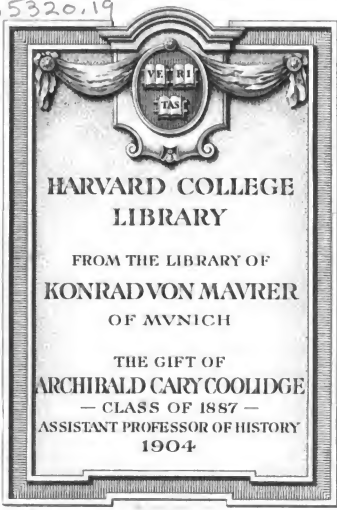 5320.19
VE RI
TAS
HARVARD COLLEGE
LIBRARY
FROM THE LIBRARY OF
KONRAD VON MAVRER
OF MVNICH
THE GIFT OF
ARCHIBALD CARY COOLIDGE
— CLASS OF 1887 —
ASSISTANT PROFESSOR OF HISTORY
1904